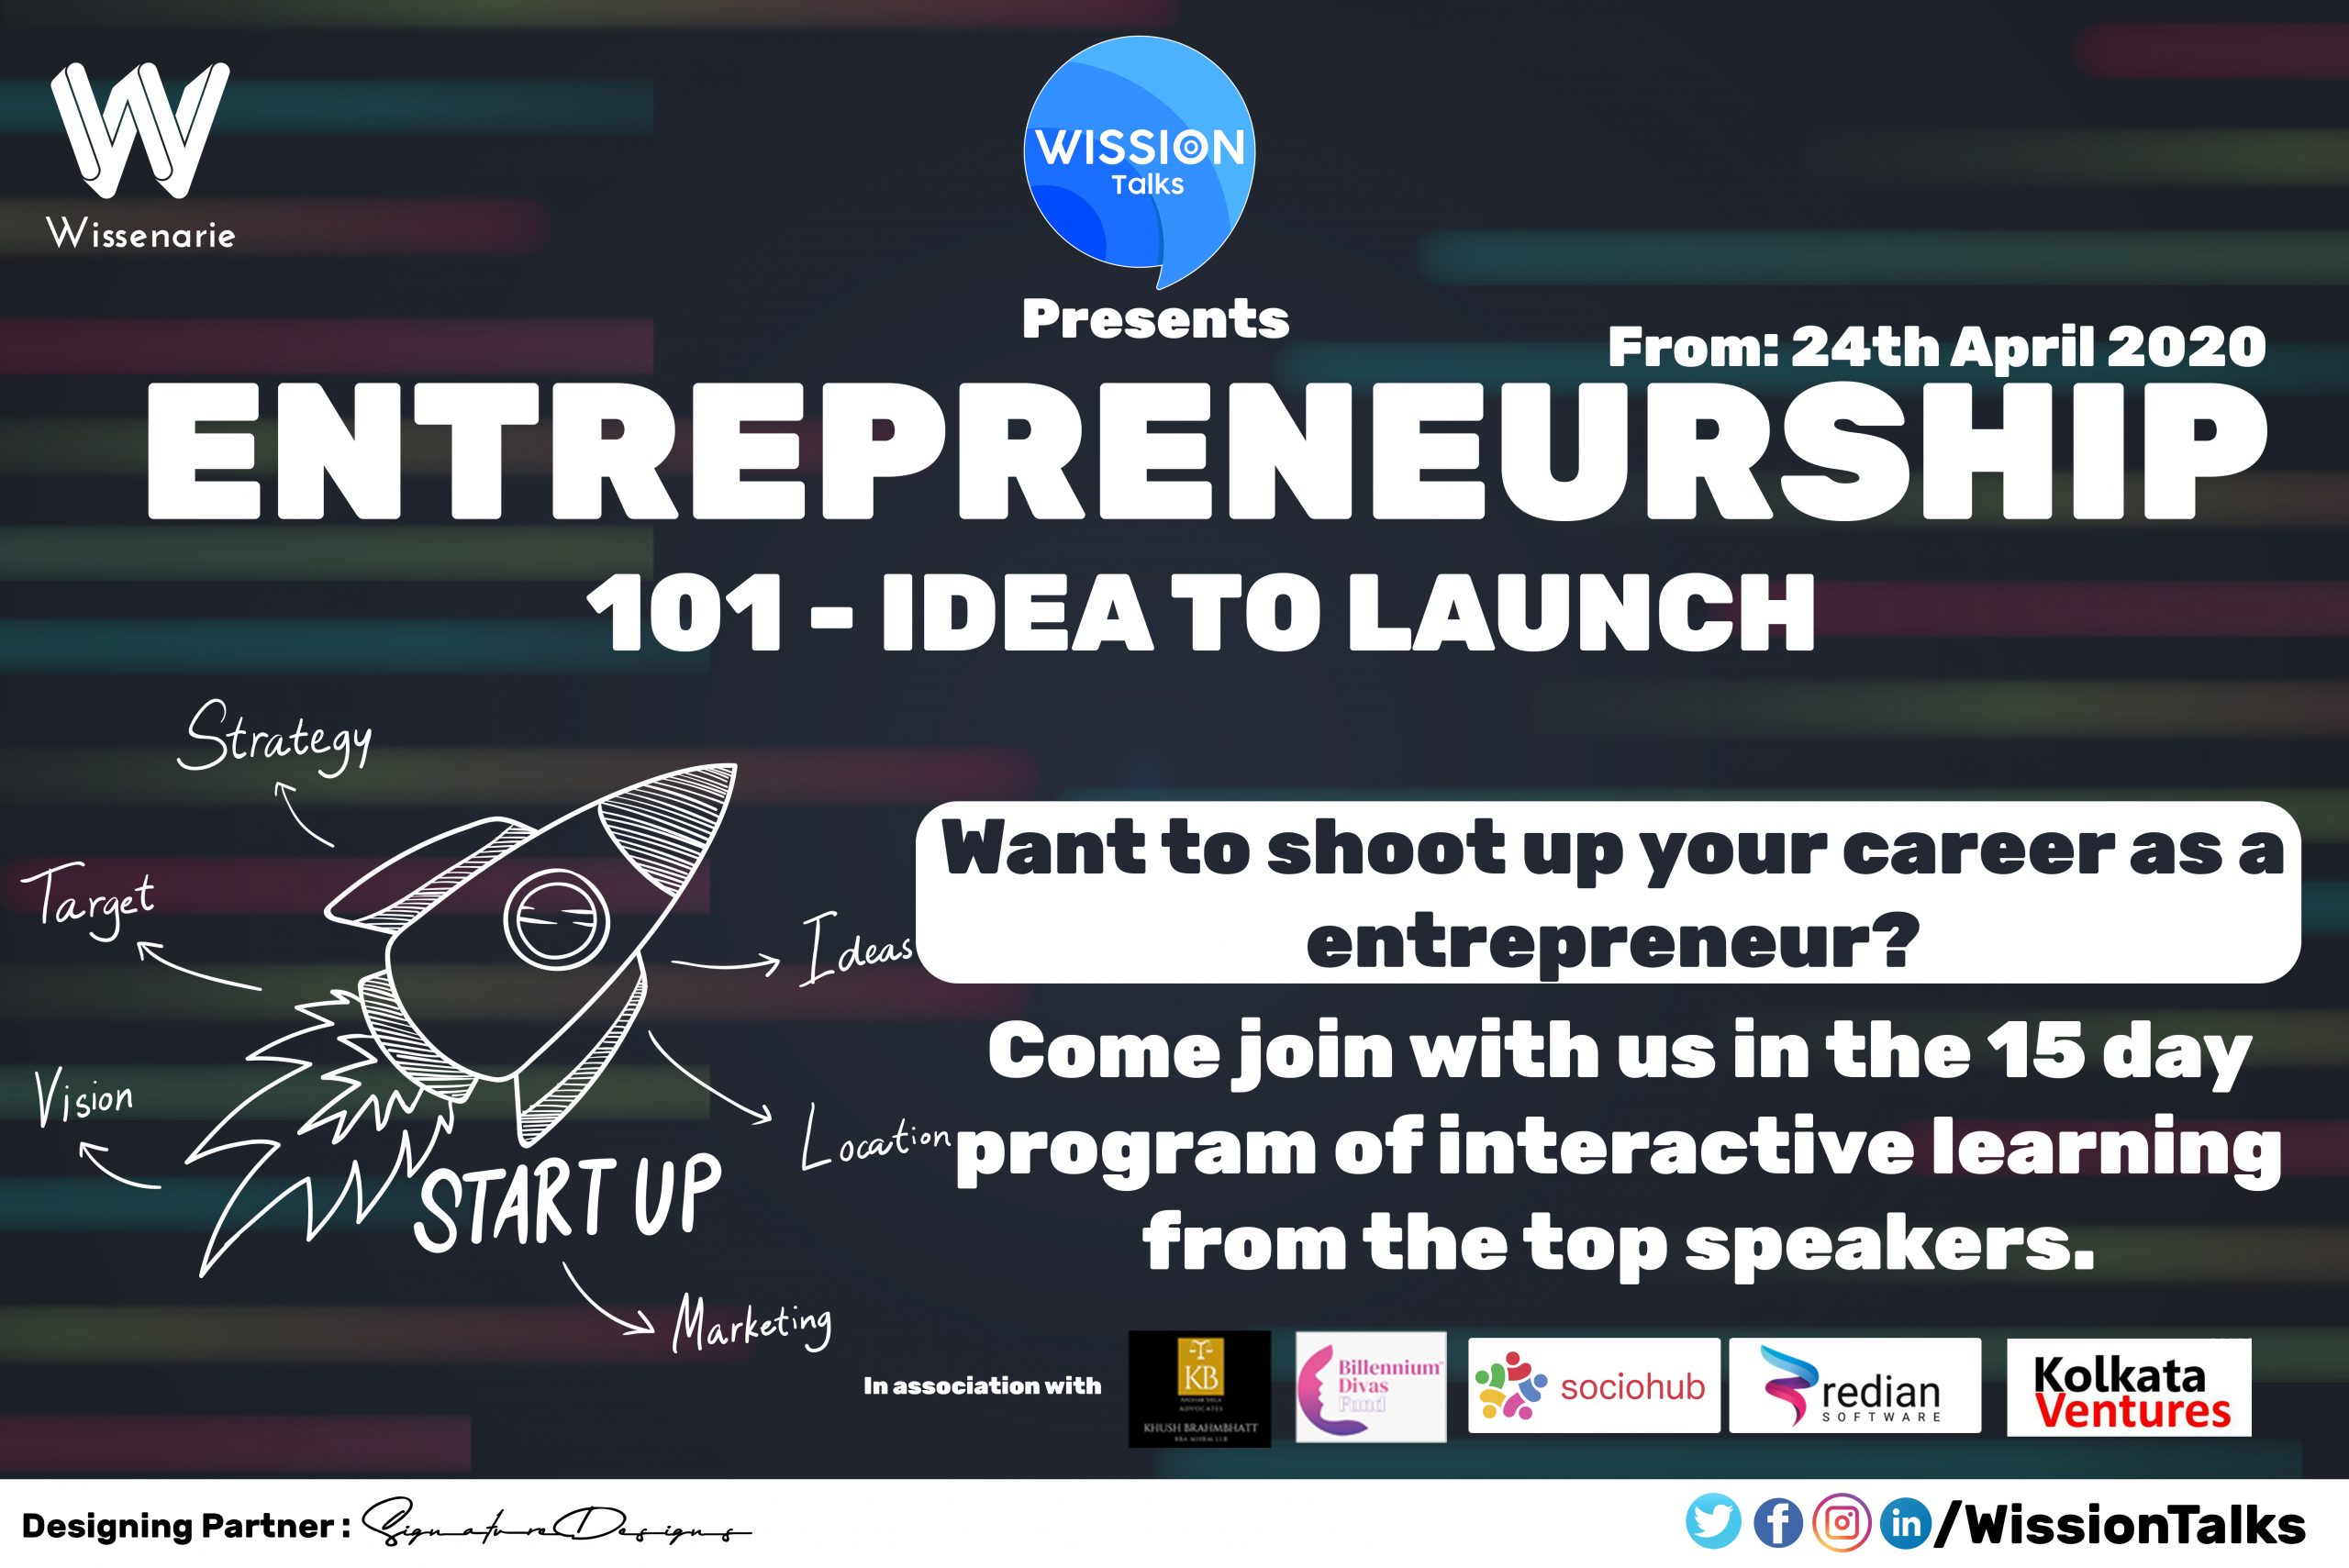 Wissenarie
WISSION
Talks
Presents
From: 24th April 2020
ENTREPRENEURSHIP
101 - IDEA TO LAUNCH
Strategy
Target
Vision
Ideas
Location
START UP
Marketing
Want to shoot up your career as a
entrepreneur?
Come join with us in the 15 day
program of interactive learning
from the top speakers.
In association with
KB
ADVOCATES
KHUSH BRAHMBHATT
Billennium
Divas
Fund
sociohub
redian
SOFTWARE
Kolkata
Ventures
Designing Partner : Signature Designs
/WissionTalks